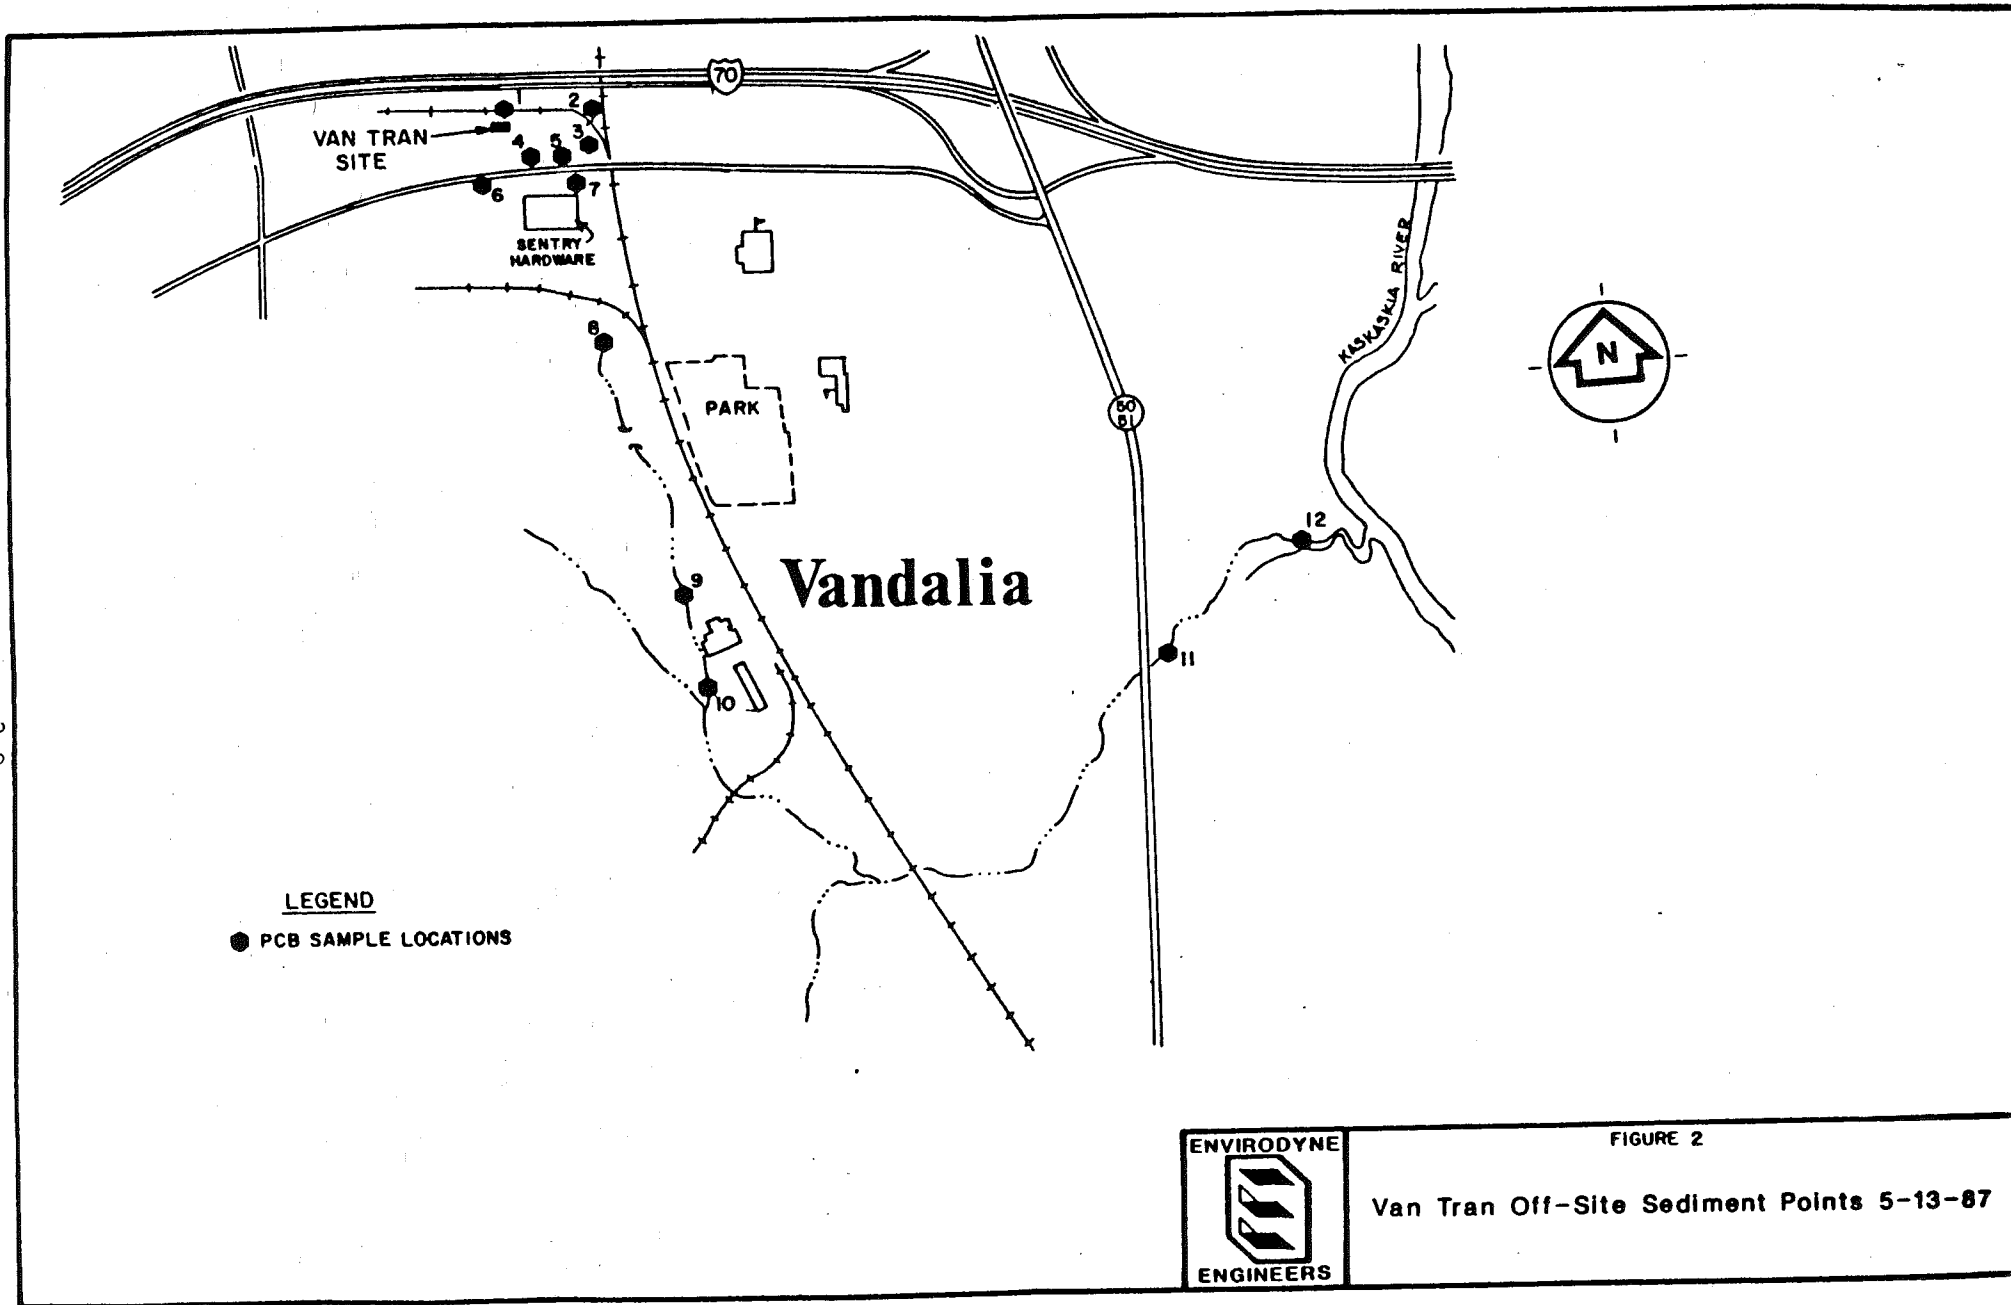 70
1
2
VAN TRAN
SITE
3
4
5
6
7
SENTRY
HARDWARE
KASKASKIA RIVER
N
8
PARK
50
51
12
9
Vandalia
11
10
LEGEND
PCB SAMPLE LOCATIONS
ENVIRODYNE
ENGINEERS
FIGURE 2
Van Tran Off-Site Sediment Points 5-13-87